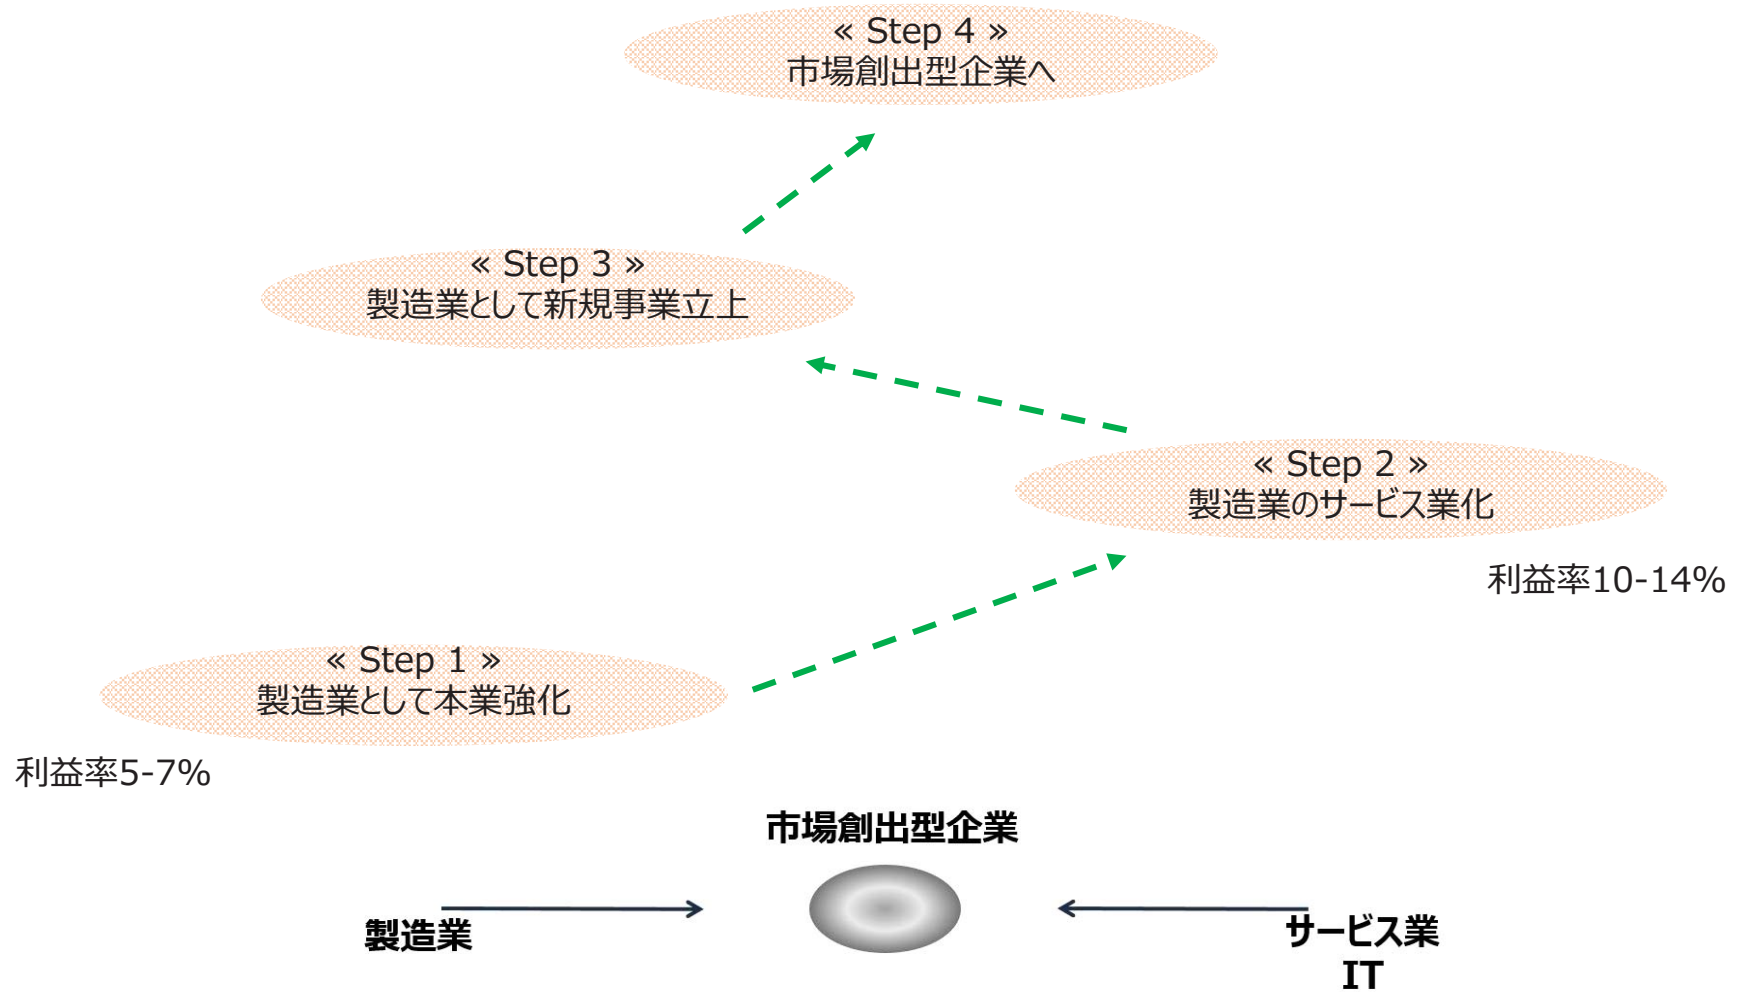 « Step 4 »
市場創出型企業へ
« Step 3 »
製造業として新規事業立上
« Step 2 »
製造業のサービス業化
利益率10-14%
« Step 1 »
製造業として本業強化
利益率5-7%
市場創出型企業
製造業
サービス業
IT